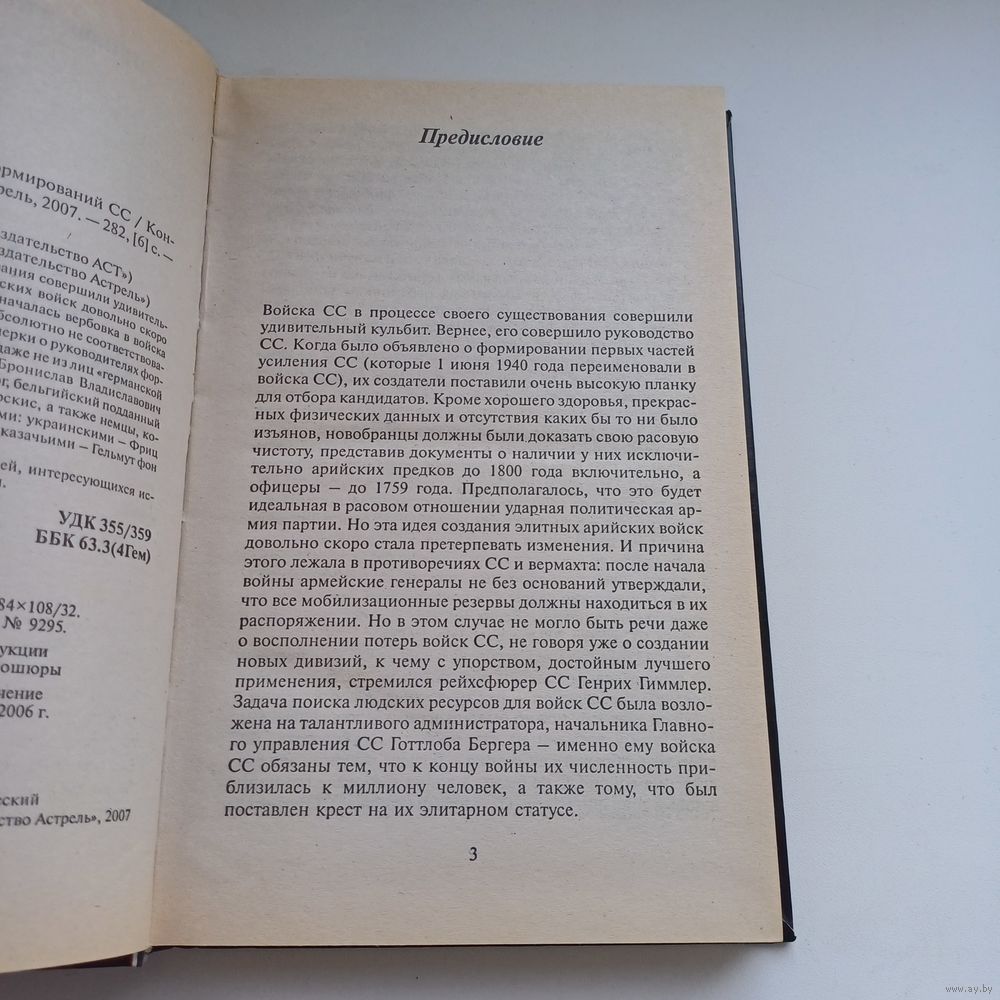 ормирований СС / Кон-
рель, 2007. — 282, [6] с. —
здательство АСТ»)
здательство Астрель»)
ания совершили удивитель-
ских войск довольно скоро
началась вербовка в войска
бсолютно не соответствова-
ерки о руководителях фор-
даже не из лиц «германской
Бронислав Владиславович
ог, бельгийский подданный
рские, а также немцы, ко-
ми: украинскими – Фриц
казачьими – Гельмут фон
ей, интересующихся ис-
и.
УДК 355/359
ББК 63.3(4Гем)
84×108/32.
№ 9295.
укции
ошюры
чение
2006 г.
еский
ство Астрель», 2007
Предисловие
Войска СС в процессе своего существования совершили
удивительный кульбит. Вернее, его совершило руководство
СС. Когда было объявлено о формировании первых частей
усиления СС (которые 1 июня 1940 года переименовали в
войска СС), их создатели поставили очень высокую планку
для отбора кандидатов. Кроме хорошего здоровья, прекрас-
ных физических данных и отсутствия каких бы то ни было
изъянов, новобранцы должны были доказать свою расовую
чистоту, представив документы о наличии у них исключи-
тельно арийских предков до 1800 года включительно, а
офицеры – до 1759 года. Предполагалось, что это будет
идеальная в расовом отношении ударная политическая ар-
мия партии. Но эта идея создания элитных арийских войск
довольно скоро стала претерпевать изменения. И причина
этого лежала в противоречиях СС и вермахта: после начала
войны армейские генералы не без оснований утверждали,
что все мобилизационные резервы должны находиться в их
распоряжении. Но в этом случае не могло быть речи даже
о восполнении потерь войск СС, не говоря уже о создании
новых дивизий, к чему с упорством, достойным лучшего
применения, стремился рейхсфюрер СС Генрих Гиммлер.
Задача поиска людских ресурсов для войск СС была возло-
жена на талантливого администратора, начальника Главно-
го управления СС Готтлоба Бергера – именно ему войска
СС обязаны тем, что к концу войны их численность при-
близилась к миллиону человек, а также тому, что был
поставлен крест на их элитарном статусе.
3
www.ay.by